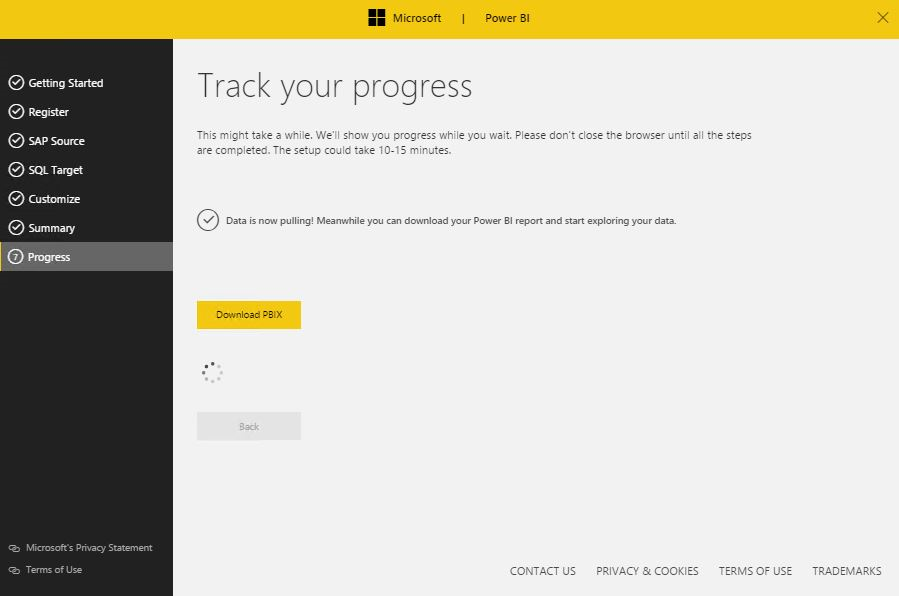 Microsoft | Power BI
Getting Started
Register
SAP Source
SQL Target
Customize
Summary
7 Progress
Microsoft's Privacy Statement
Terms of Use
Track your progress
This might take a while. We'll show you progress while you wait. Please don't close the browser until all the steps
are completed. The setup could take 10-15 minutes.
Data is now pulling! Meanwhile you can download your Power BI report and start exploring your data.
Download PBIX
Back
CONTACT US PRIVACY & COOKIES TERMS OF USE TRADEMARKS